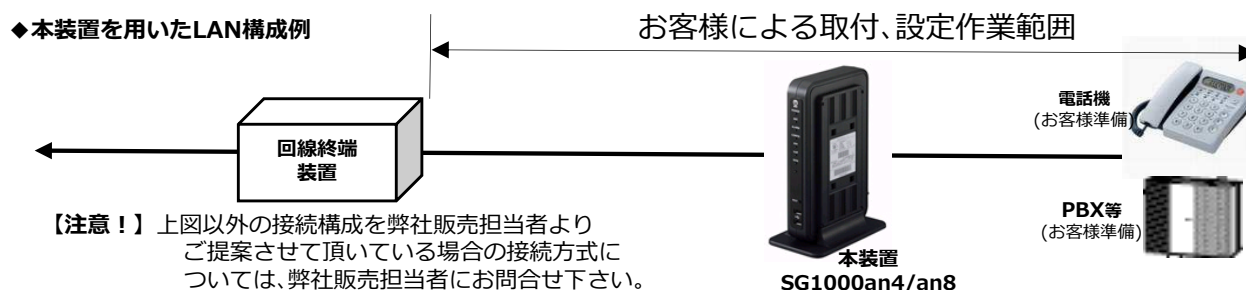 ◆本装置を用いたLAN構成例
お客様による取付、設定作業範囲
電話機
(お客様準備)
回線終端
装置
PBX等
(お客様準備)
【注意!】上図以外の接続構成を弊社販売担当者より
ご提案させて頂いている場合の接続方式に
ついては、弊社販売担当者にお問合せ下さい。
本装置
SG1000an4/an8